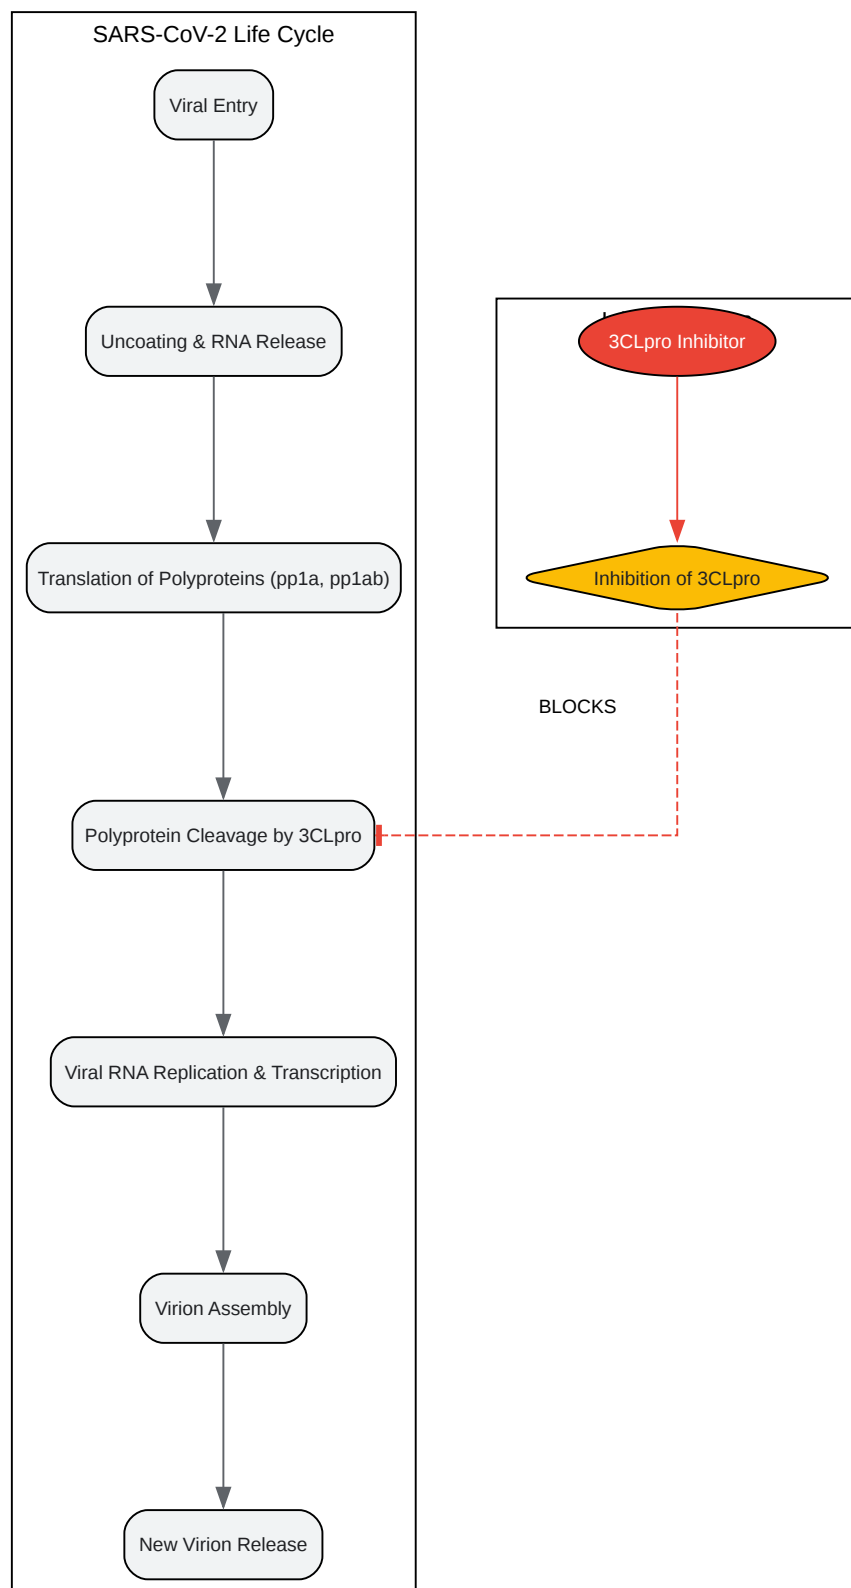 SARS-CoV-2 Life Cycle
Viral Entry
Uncoating & RNA Release
3CLpro Inhibitor
Translation of Polyproteins (pp1a, pp1ab)
Inhibition of 3CLpro
BLOCKS
Polyprotein Cleavage by 3CLpro
Viral RNA Replication & Transcription
Virion Assembly
New Virion Release